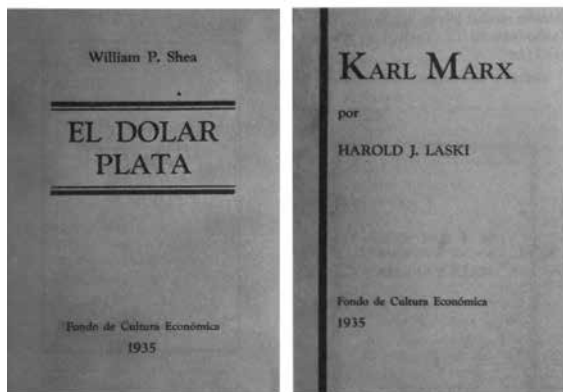 William P. Shea
EL DOLAR
PLATA
Fondo de Cultura Económica
1935
KARL MARX
por
HAROLD J. LASKI
Fondo de Cultura Económica
1935